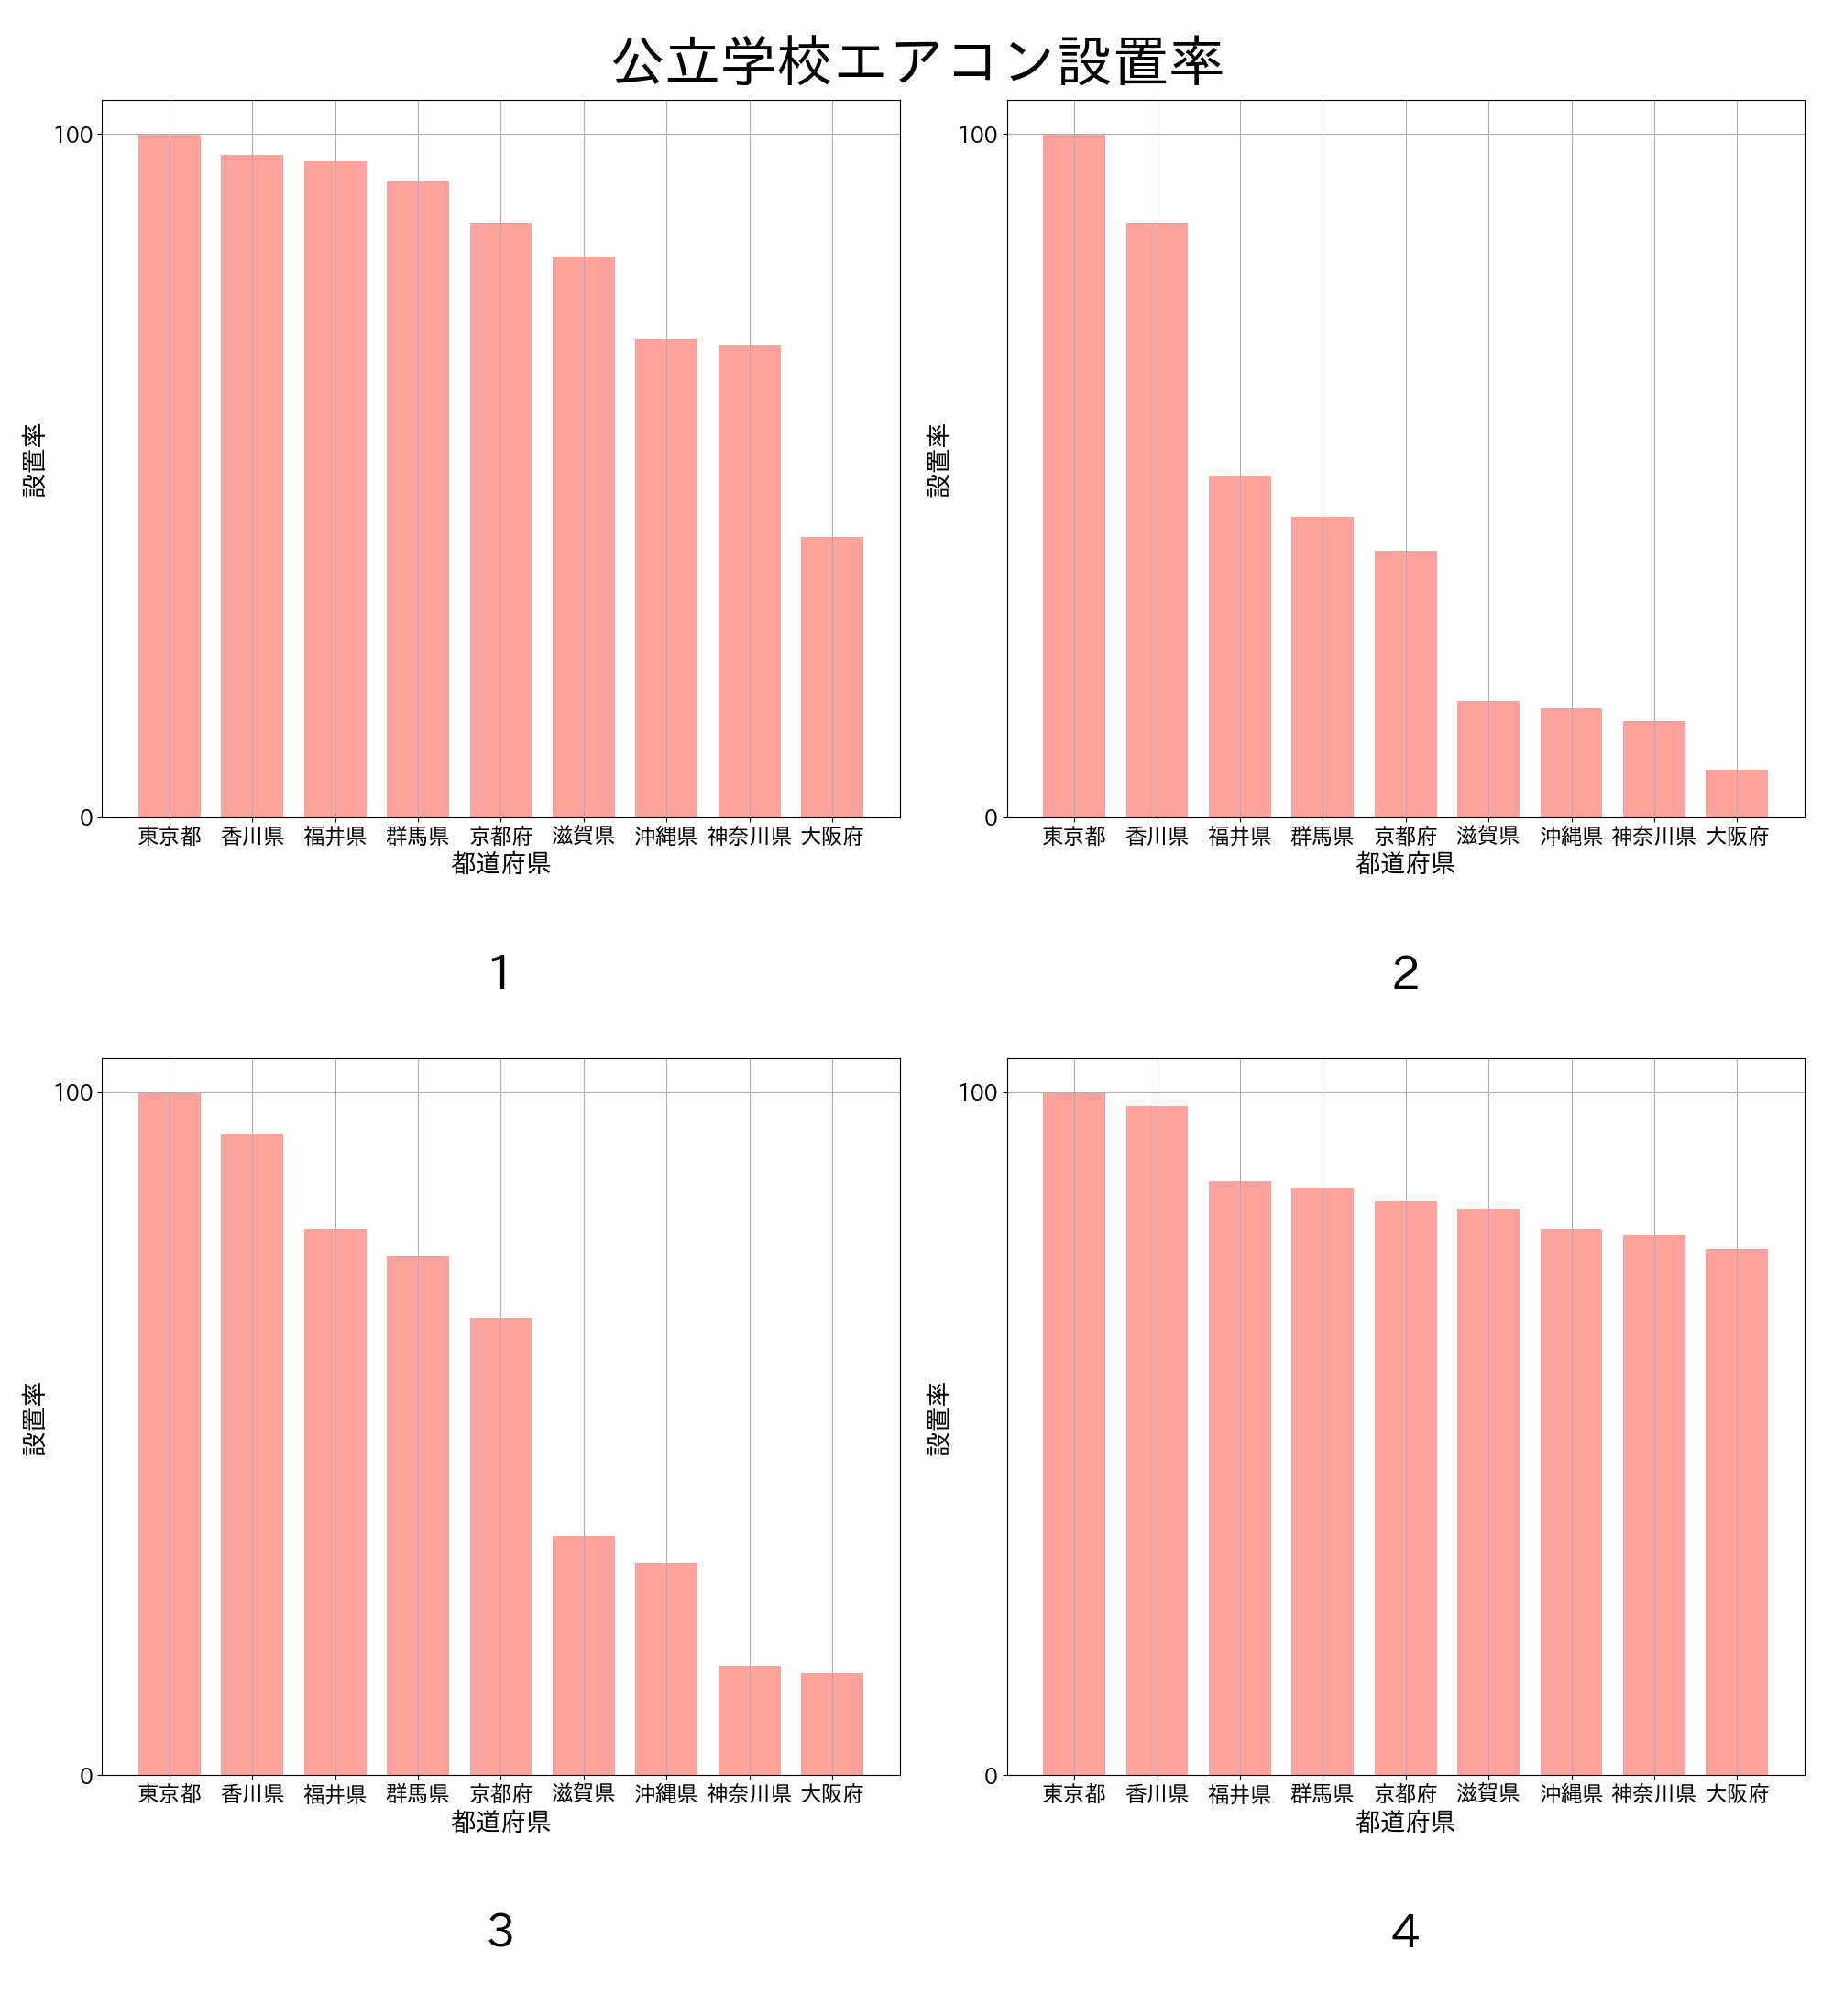 公立学校エアコン設置率
100
0
設置率
東京都 香川県 福井県 群馬県 京都府 滋賀県 沖縄県 神奈川県 大阪府
都道府県
1
100
0
設置率
東京都 香川県 福井県 群馬県 京都府 滋賀県 沖縄県 神奈川県 大阪府
都道府県
2
100
0
設置率
東京都 香川県 福井県 群馬県 京都府 滋賀県 沖縄県 神奈川県 大阪府
都道府県
3
100
0
設置率
東京都 香川県 福井県 群馬県 京都府 滋賀県 沖縄県 神奈川県 大阪府
都道府県
4